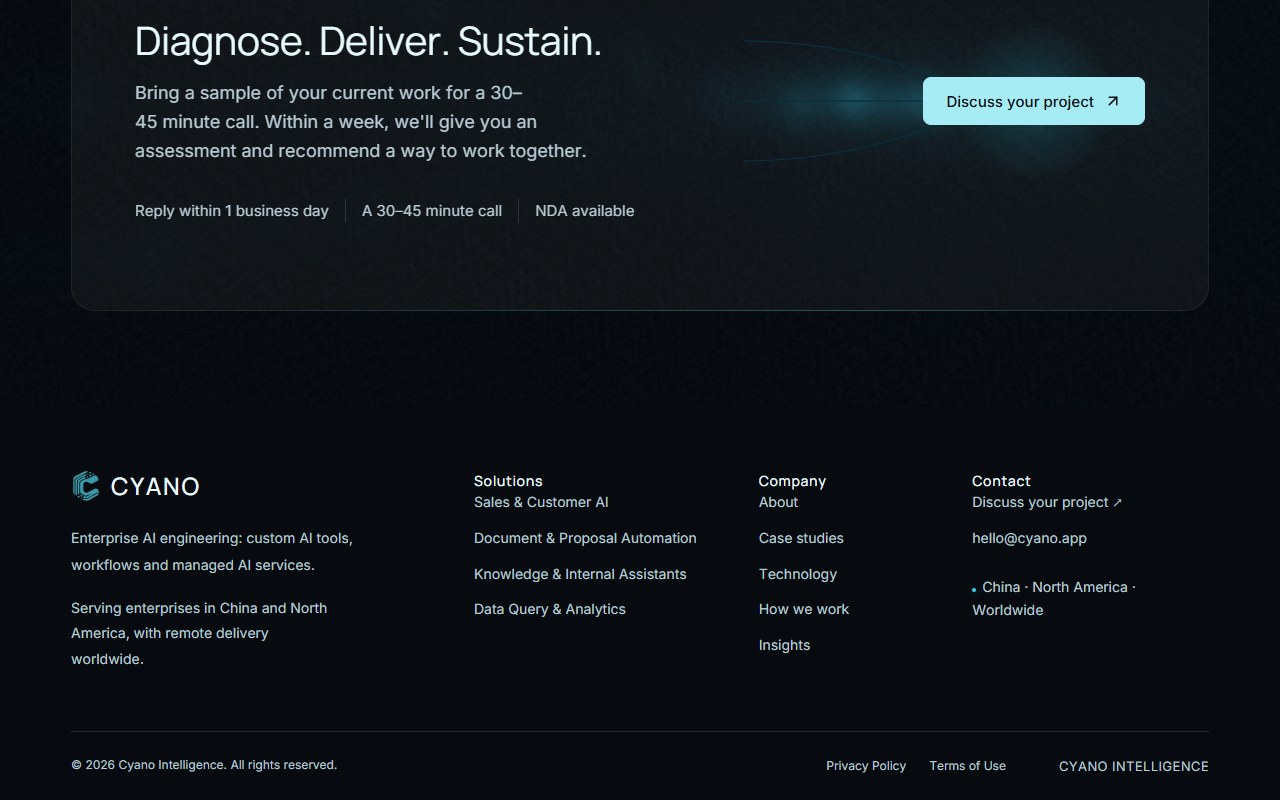 Diagnose. Deliver. Sustain.
Bring a sample of your current work for a 30–
45 minute call. Within a week, we'll give you an
assessment and recommend a way to work together.
Discuss your project
Reply within 1 business day
A 30–45 minute call
NDA available
CYANO
Enterprise AI engineering: custom AI tools,
workflows and managed AI services.
Serving enterprises in China and North
America, with remote delivery
worldwide.
Solutions
Sales & Customer AI
Document & Proposal Automation
Knowledge & Internal Assistants
Data Query & Analytics
Company
About
Case studies
Technology
How we work
Insights
Contact
Discuss your project ↗
hello@cyano.app
China · North America ·
Worldwide
© 2026 Cyano Intelligence. All rights reserved.
Privacy Policy
Terms of Use
CYANO INTELLIGENCE